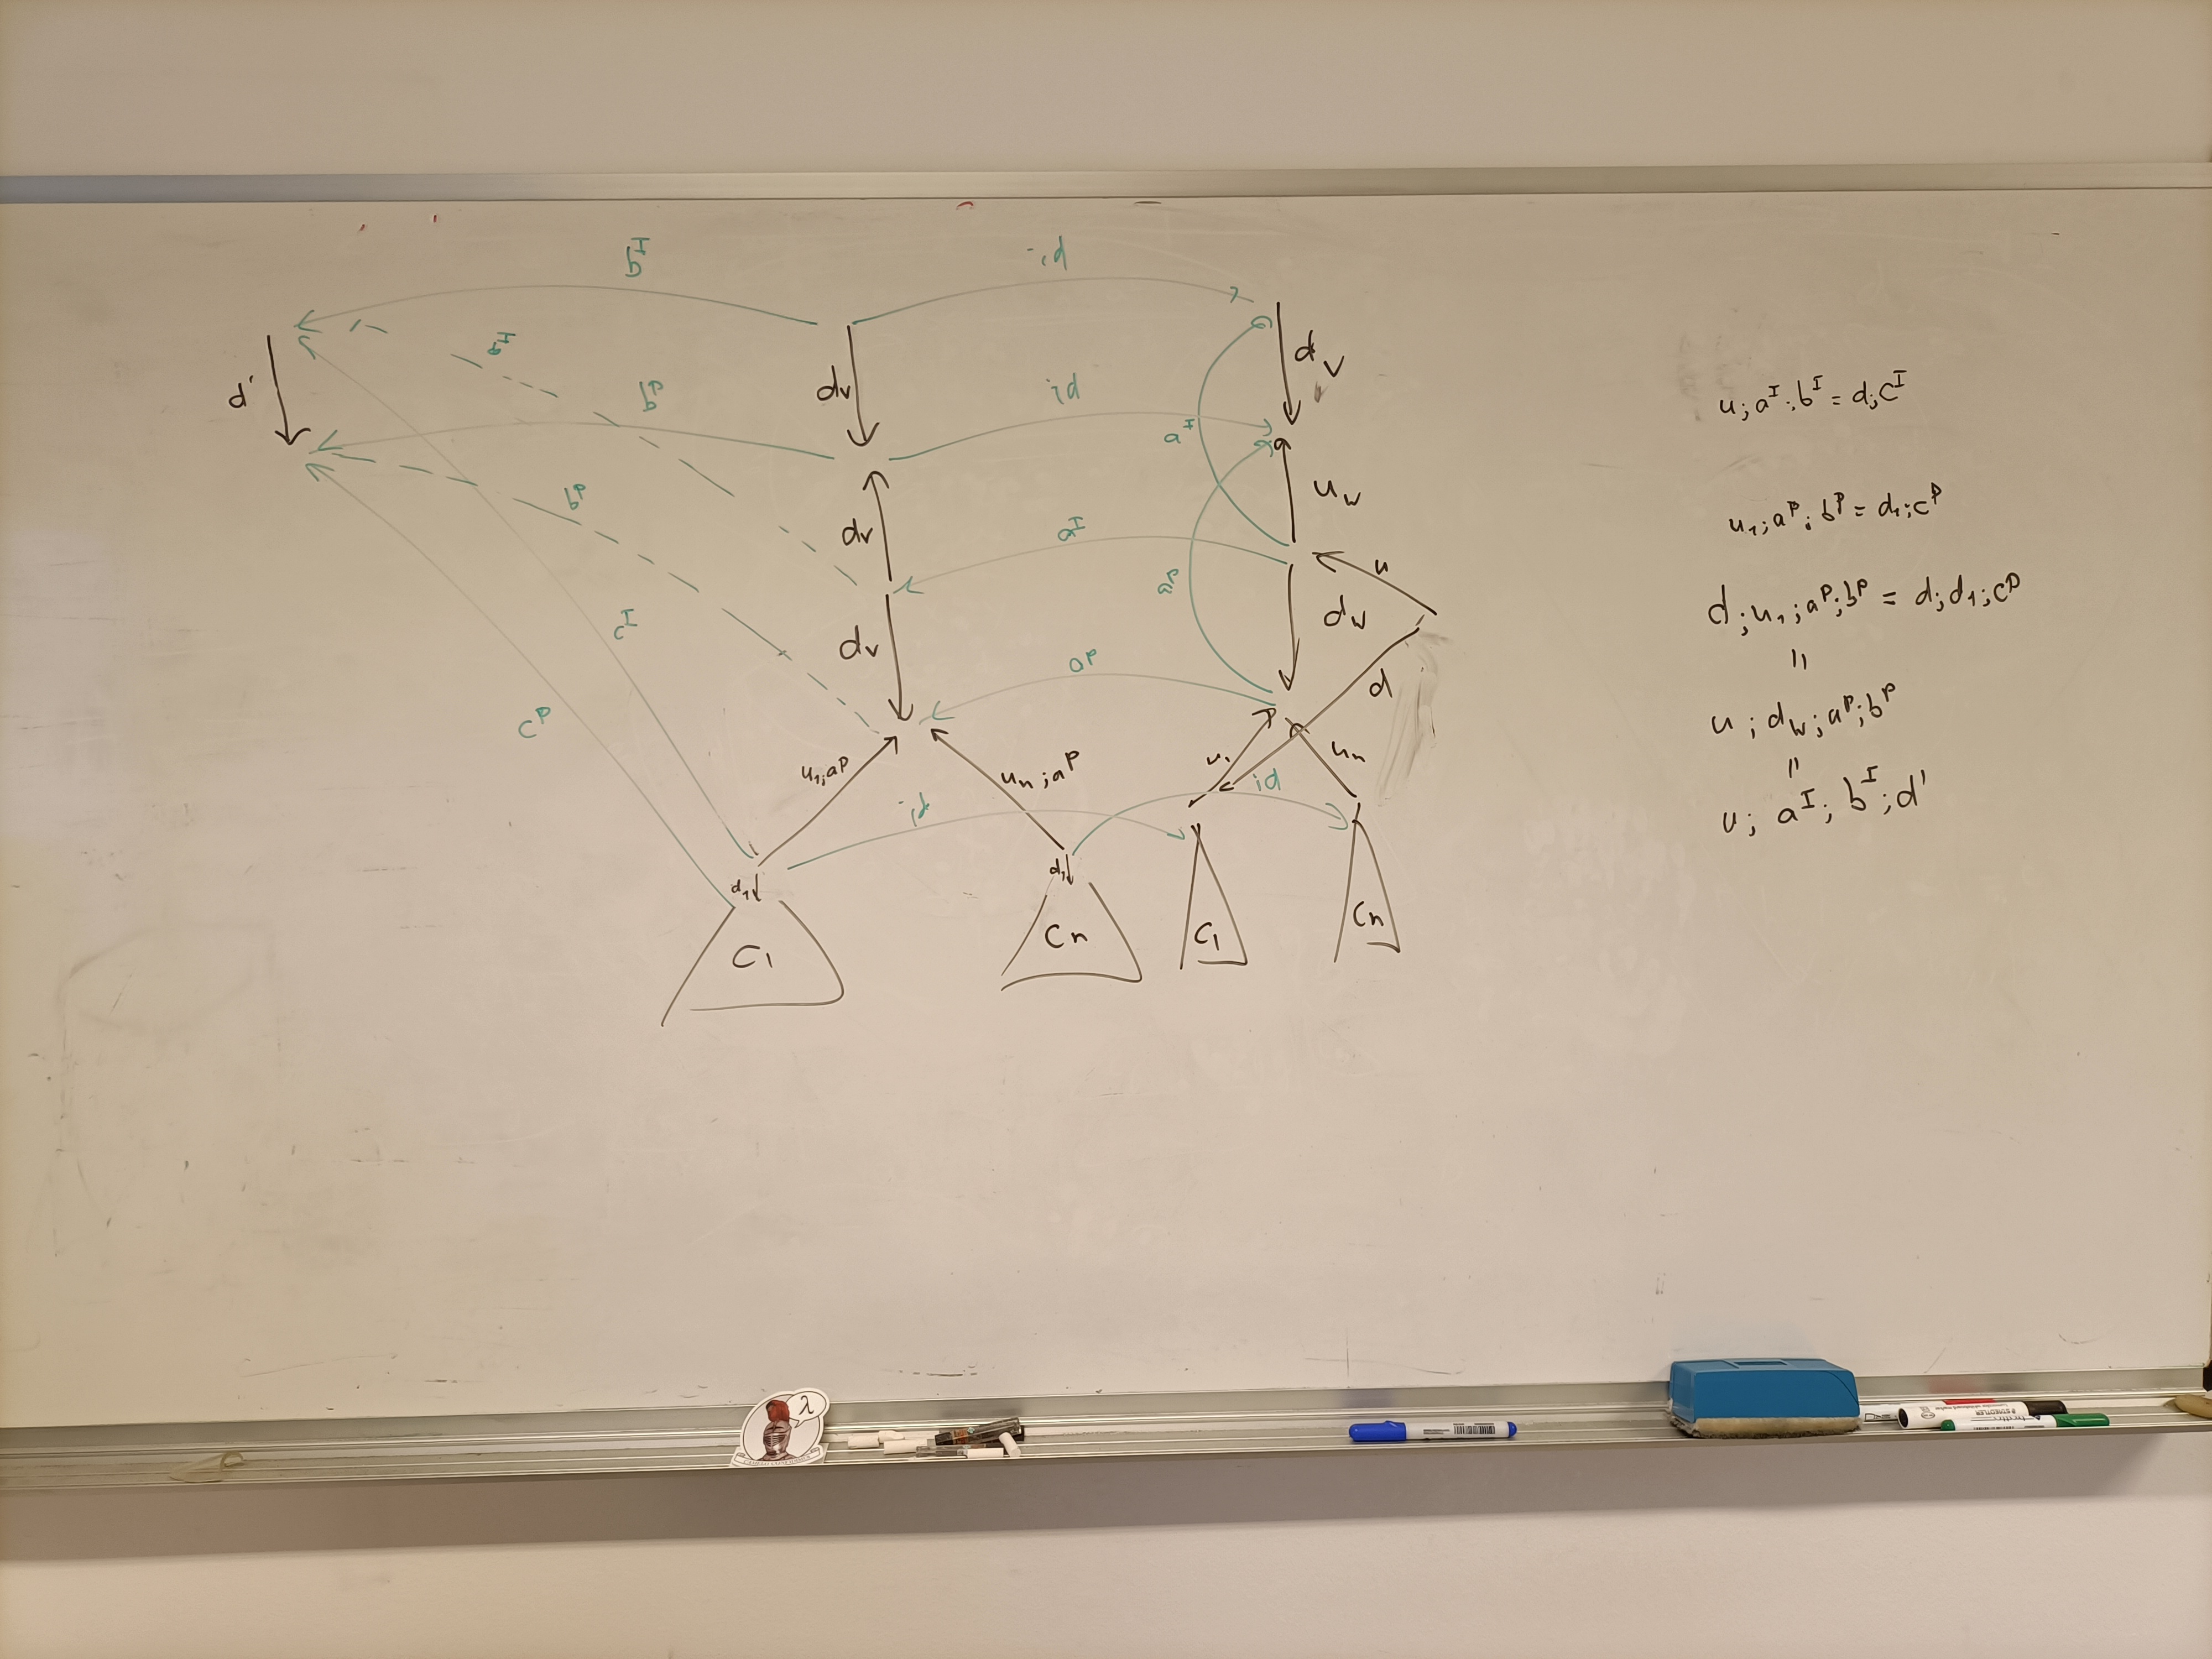 b^I
id
a^I
b^P
id
d'
d_v
d_v
a^I
b^P
d_v
a^I
u_w
u
c^I
d_v
a^P
d_w
d
c^P
a^P
u_1;a^P
u_n;a^P
u_1
u_n
id
id
d_1
d_1
C_1
C_n
C_1
C_n
u;a^I;b^I = d;c^I
u_1;a^P;b^P = d_1;c^P
d;u_1;a^P;b^P = d;d_1;c^P
=
u;d_w;a^P;b^P
=
u;a^I;b^I;d'
λ
STAEDTLER